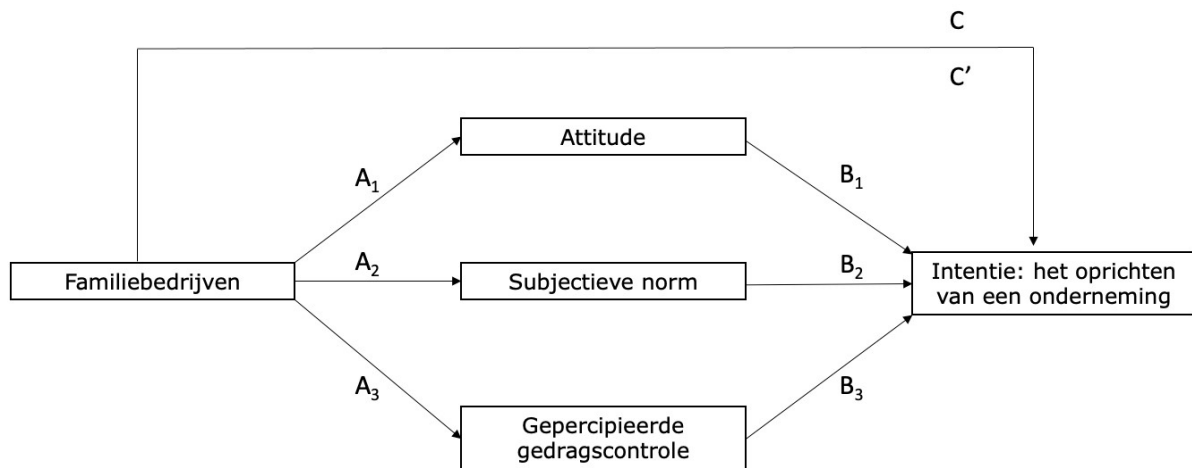 C
C’
Attitude
A₁
B₁
Familiebedrijven
A₂
Subjectieve norm
B₂
Intentie: het oprichten
van een onderneming
A₃
B₃
Gepercipieerde
gedragscontrole